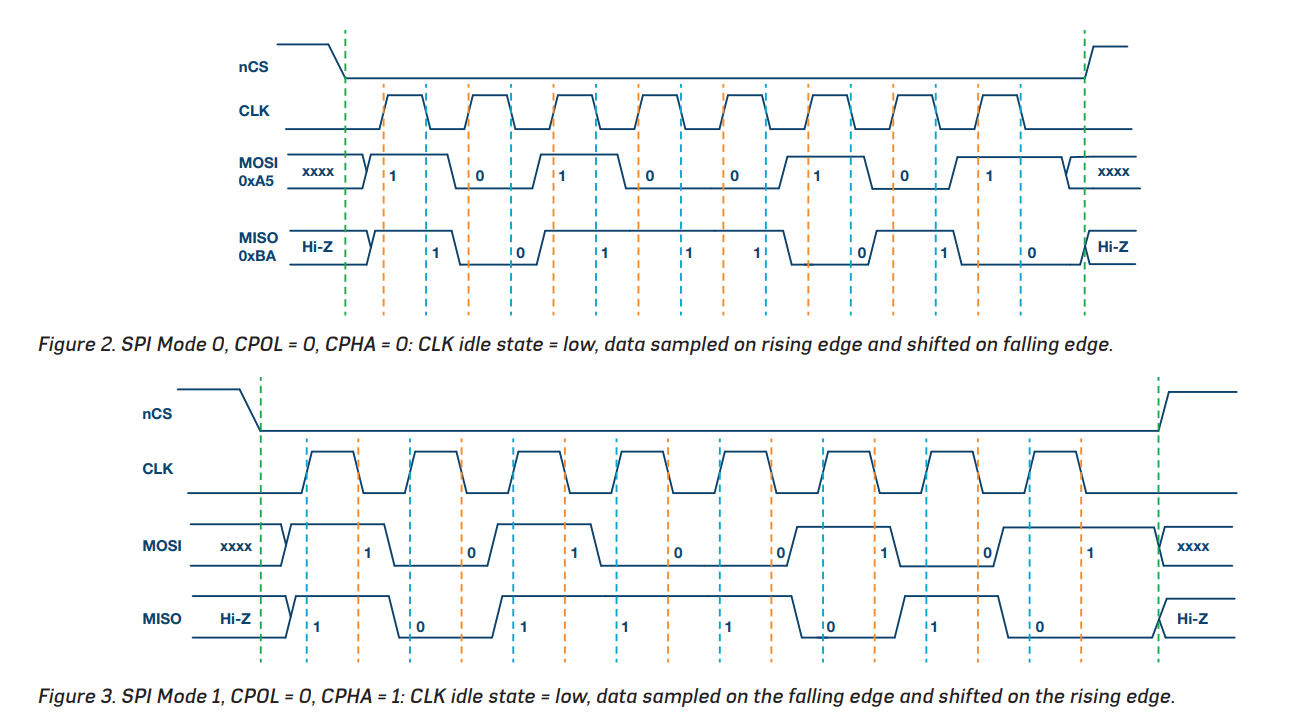 nCS
CLK
MOSI xxxx 1 0 1 0 0 1 0 1 xxxx
0xA5
MISO Hi-Z 1 0 1 1 1 0 1 0 Hi-Z
0xBA
Figure 2. SPI Mode 0, CPOL = 0, CPHA = 0: CLK idle state = low, data sampled on rising edge and shifted on falling edge.
nCS
CLK
MOSI xxxx 1 0 1 0 0 1 0 1 xxxx
MISO Hi-Z 1 0 1 1 1 0 1 0 Hi-Z
Figure 3. SPI Mode 1, CPOL = 0, CPHA = 1: CLK idle state = low, data sampled on the falling edge and shifted on the rising edge.